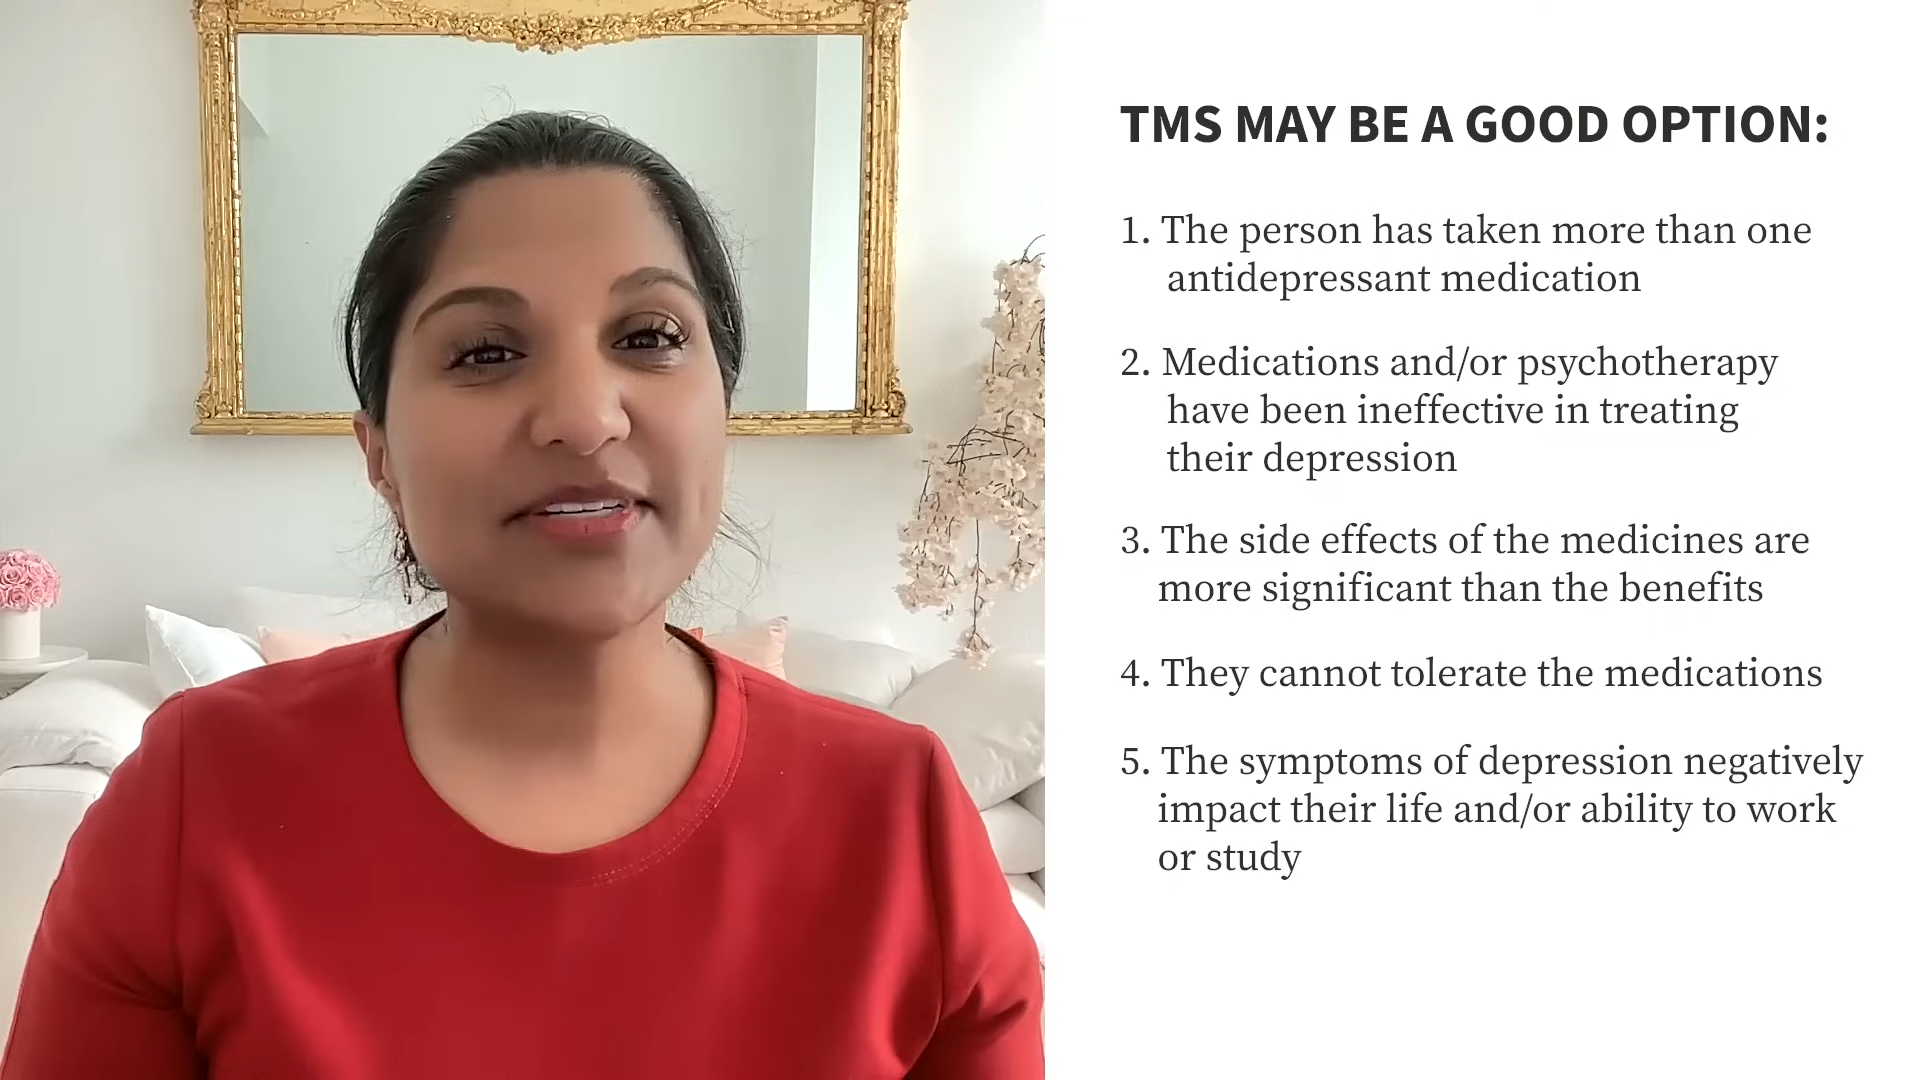 TMS MAY BE A GOOD OPTION:
1. The person has taken more than one
antidepressant medication
2. Medications and/or psychotherapy
have been ineffective in treating
their depression
3. The side effects of the medicines are
more significant than the benefits
4. They cannot tolerate the medications
5. The symptoms of depression negatively
impact their life and/or ability to work
or study